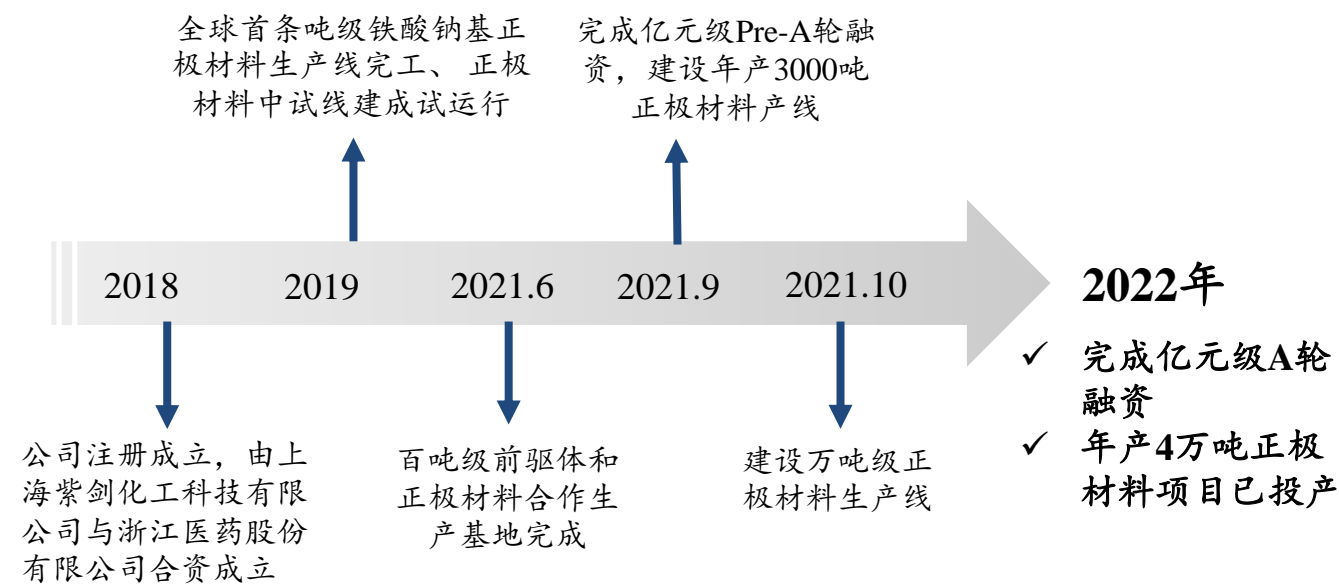 全球首条吨级铁酸钠基正
极材料生产线完工、 正极
材料中试线建成试运行
完成亿元级Pre-A轮融
资，建设年产3000吨
正极材料产线
2018
2019
2021.6
2021.9
2021.10
2022年
公司注册成立，由上
海紫剑化工科技有限
公司与浙江医药股份
有限公司合资成立
百吨级前驱体和
正极材料合作生
产基地完成
建设万吨级正
极材料生产线
✓ 完成亿元级A轮
融资
✓ 年产4万吨正极
材料项目已投产